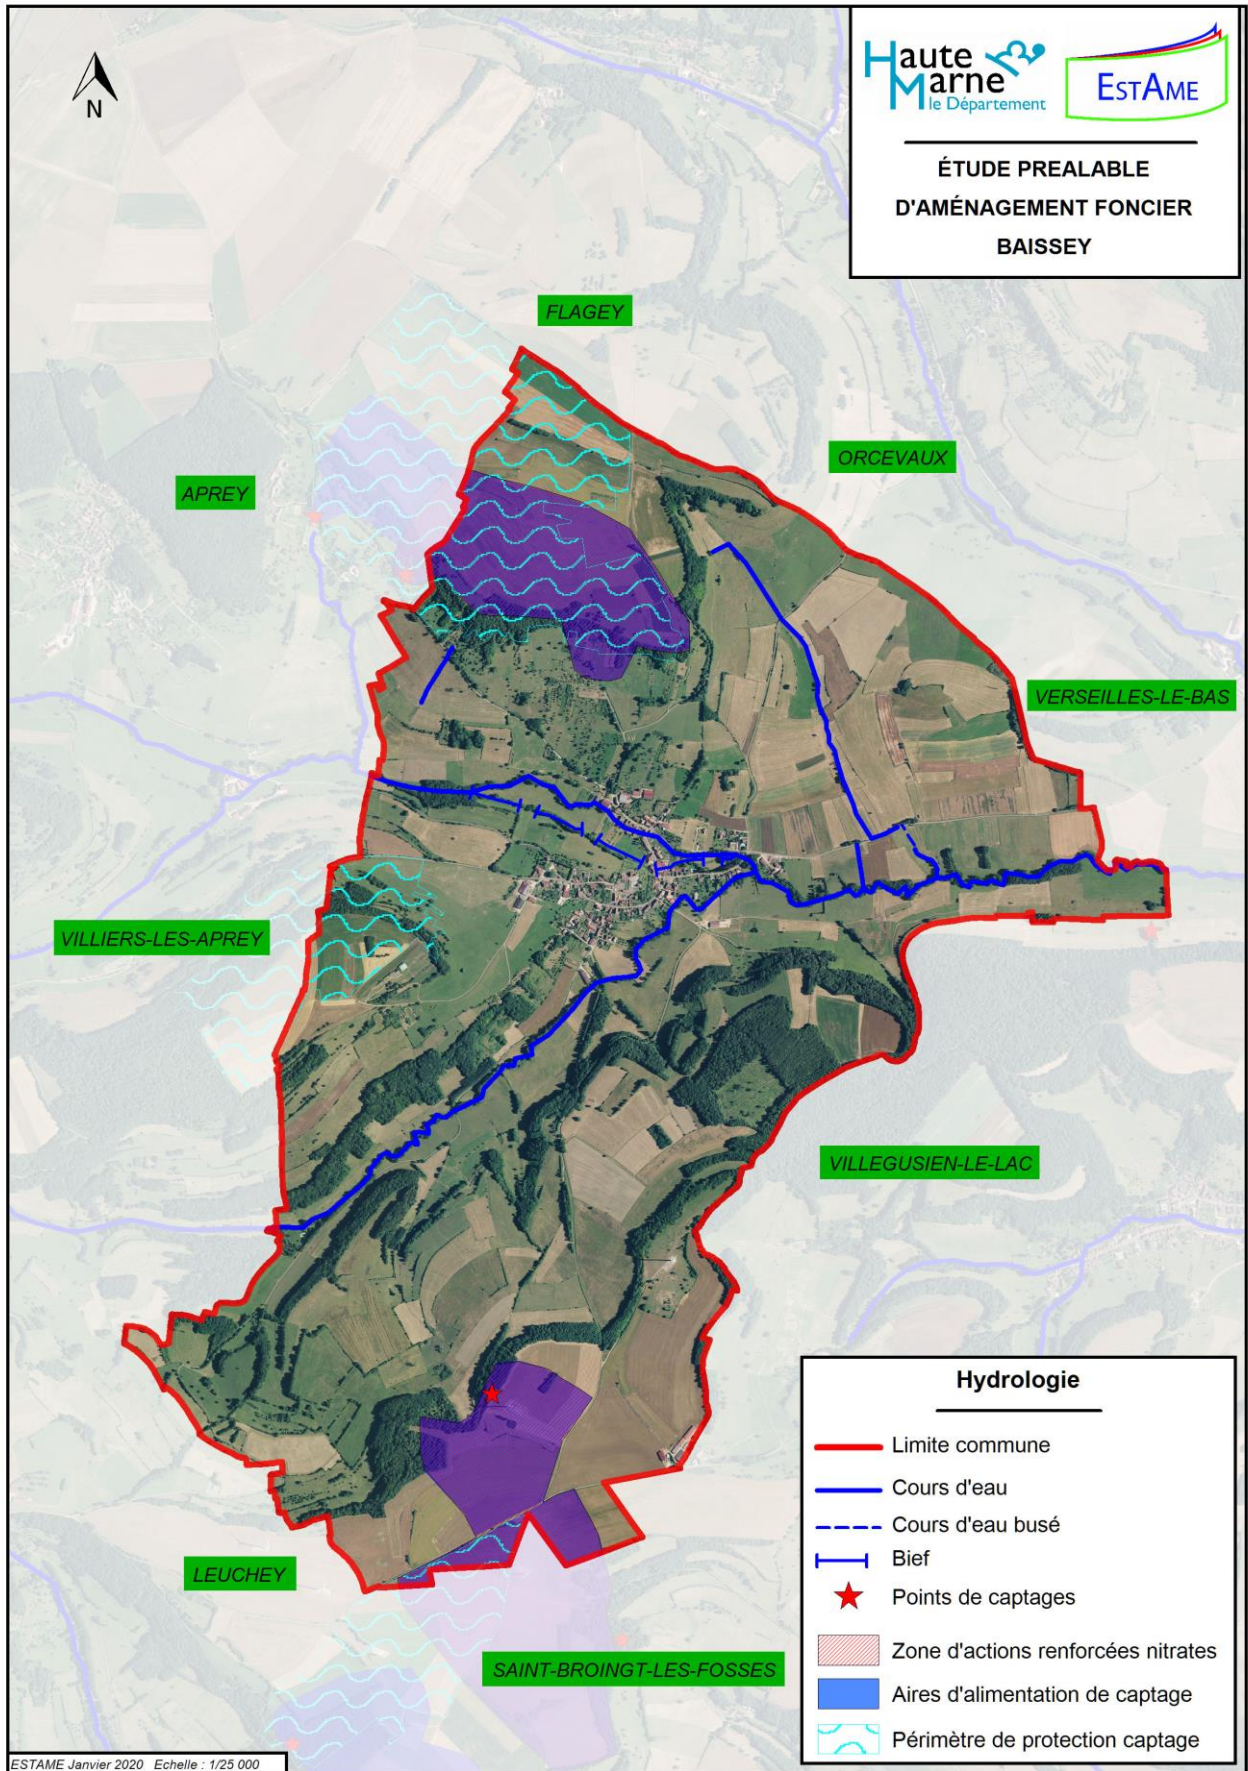 Haute
Marne
le Département
ESTAME
ÉTUDE PREALABLE
D'AMÉNAGEMENT FONCIER
BAISSEY
N
FLAGEY
ORCEVAUX
APREY
VERSEILLES-LE-BAS
VILLIERS-LES-APREY
VILLEGUSIEN-LE-LAC
LEUCHEY
SAINT-BROINGT-LES-FOSSES
Hydrologie
Limite commune
Cours d'eau
Cours d'eau busé
Bief
Points de captages
Zone d'actions renforcées nitrates
Aires d'alimentation de captage
Périmètre de protection captage
ESTAME Janvier 2020 Echelle : 1/25 000